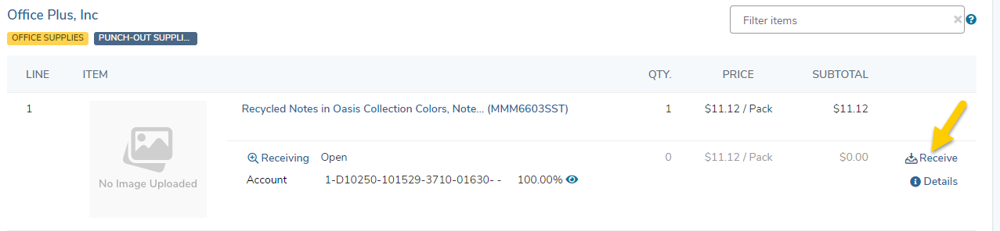 Office Plus, Inc
OFFICE SUPPLIES PUNCH-OUT SUPPLI...
Filter items
LINE ITEM QTY. PRICE SUBTOTAL
1 Recycled Notes in Oasis Collection Colors, Note... (MMM6603SST) 1 $11.12 / Pack $11.12
No Image Uploaded
Receiving Open 0 $11.12 / Pack $0.00 Receive
Account 1-D10250-101529-3710-01630- - 100.00% Details